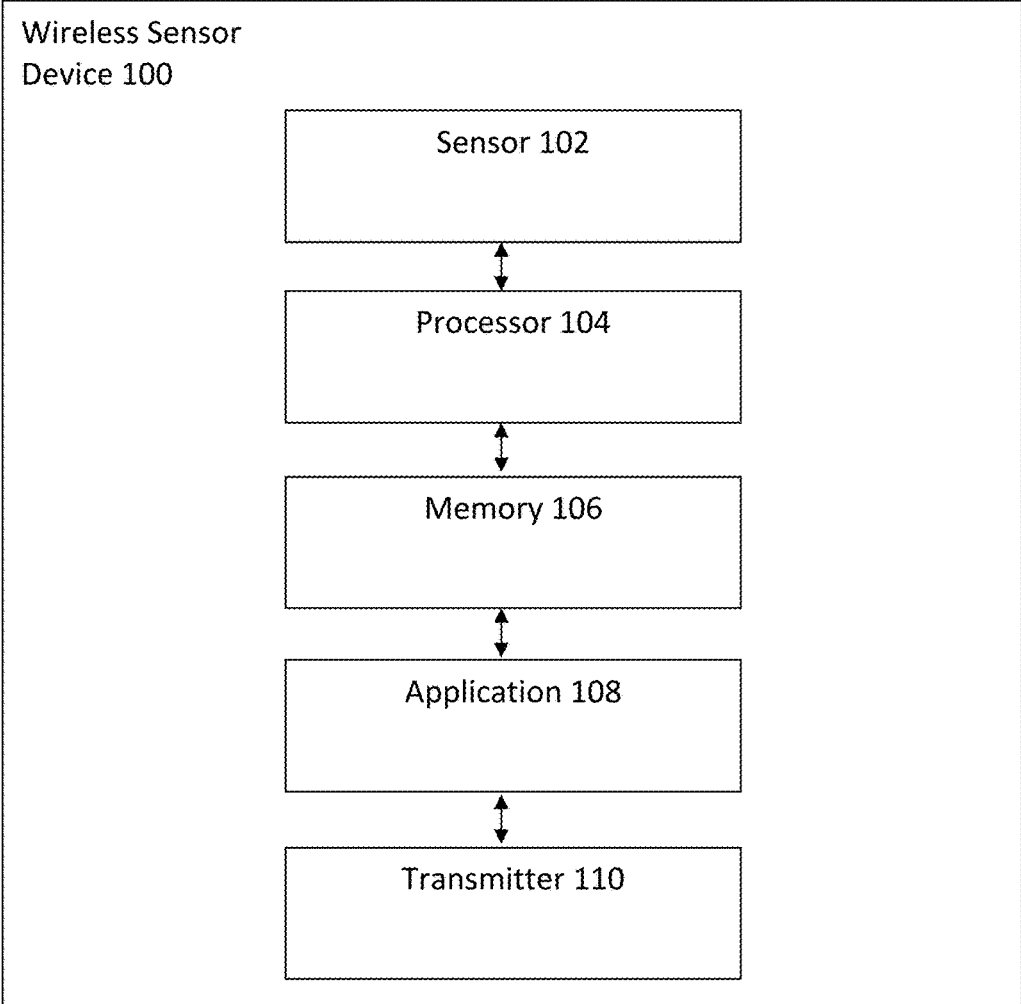 Wireless Sensor
Device 100
Sensor 102
Processor 104
Memory 106
Application 108
Transmitter 110